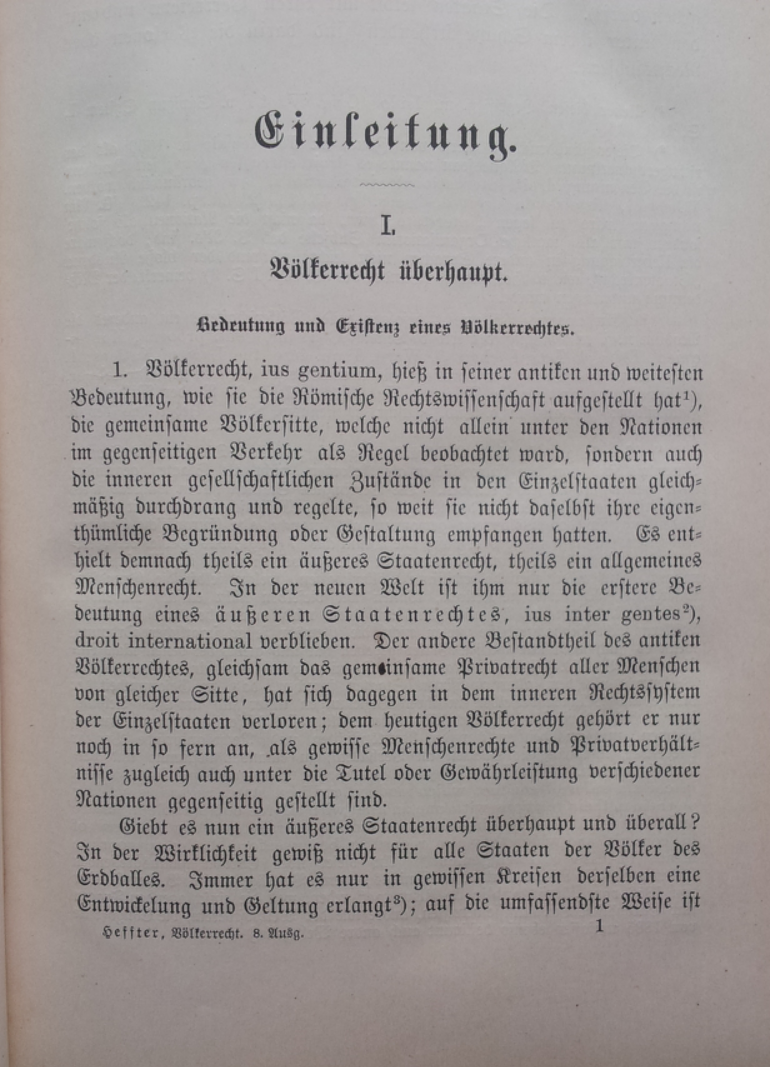 Einleitung.
I.
Völkerrecht überhaupt.
Bedeutung und Existenz eines Völkerrechtes.
1. Völkerrecht, ius gentium, hieß in seiner antiken und weitesten
Bedeutung, wie sie die Römische Rechtswissenschaft aufgestellt hat¹),
die gemeinsame Völkersitte, welche nicht allein unter den Nationen
im gegenseitigen Verkehr als Regel beobachtet ward, sondern auch
die inneren gesellschaftlichen Zustände in den Einzelstaaten gleich-
mäßig durchdrang und regelte, so weit sie nicht daselbst ihre eigen-
thümliche Begründung oder Gestaltung empfangen hatten. Es ent-
hielt demnach theils ein äußeres Staatenrecht, theils ein allgemeines
Menschenrecht. In der neuen Welt ist ihm nur die erstere Be-
deutung eines äußeren Staatenrechtes, ius inter gentes²),
droit international verblieben. Der andere Bestandtheil des antiken
Völkerrechtes, gleichsam das gemeinsame Privatrecht aller Menschen
von gleicher Sitte, hat sich dagegen in dem inneren Rechtssystem
der Einzelstaaten verloren; dem heutigen Völkerrecht gehört er nur
noch in so fern an, als gewisse Menschenrechte und Privatverhält-
nisse zugleich auch unter die Tutel oder Gewährleistung verschiedener
Nationen gegenseitig gestellt sind.
Giebt es nun ein äußeres Staatenrecht überhaupt und überall?
In der Wirklichkeit gewiß nicht für alle Staaten der Völker des
Erdballes. Immer hat es nur in gewissen Kreisen derselben eine
Entwickelung und Geltung erlangt³); auf die umfassendste Weise ist
Heffter, Völkerrecht. 8. Ausg. 1